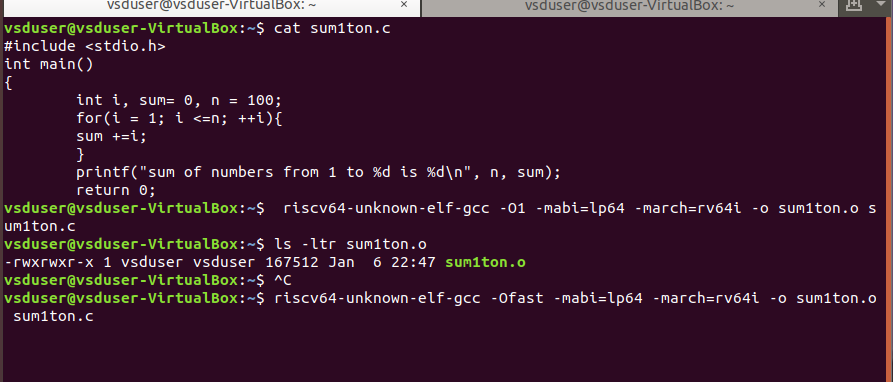 vsduser@vsduser-VirtualBox: ~ × vsduser@vsduser-VirtualBox: ~ ×
vsduser@vsduser-VirtualBox:~$ cat sum1ton.c
#include <stdio.h>
int main()
{
        int i, sum= 0, n = 100;
        for(i = 1; i <=n; ++i){
        sum +=i;
        }
        printf("sum of numbers from 1 to %d is %d\n", n, sum);
        return 0;
vsduser@vsduser-VirtualBox:~$  riscv64-unknown-elf-gcc -O1 -mabi=lp64 -march=rv64i -o sum1ton.o s
um1ton.c
vsduser@vsduser-VirtualBox:~$ ls -ltr sum1ton.o
-rwxrwxr-x 1 vsduser vsduser 167512 Jan  6 22:47 sum1ton.o
vsduser@vsduser-VirtualBox:~$ ^C
vsduser@vsduser-VirtualBox:~$ riscv64-unknown-elf-gcc -Ofast -mabi=lp64 -march=rv64i -o sum1ton.o
 sum1ton.c